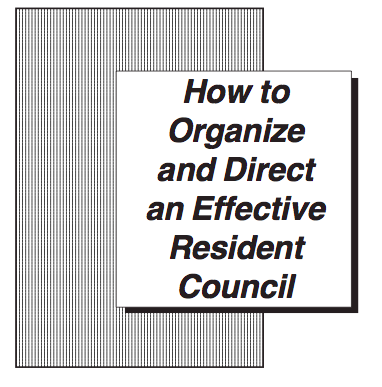 How to
Organize
and Direct
an Effective
Resident
Council